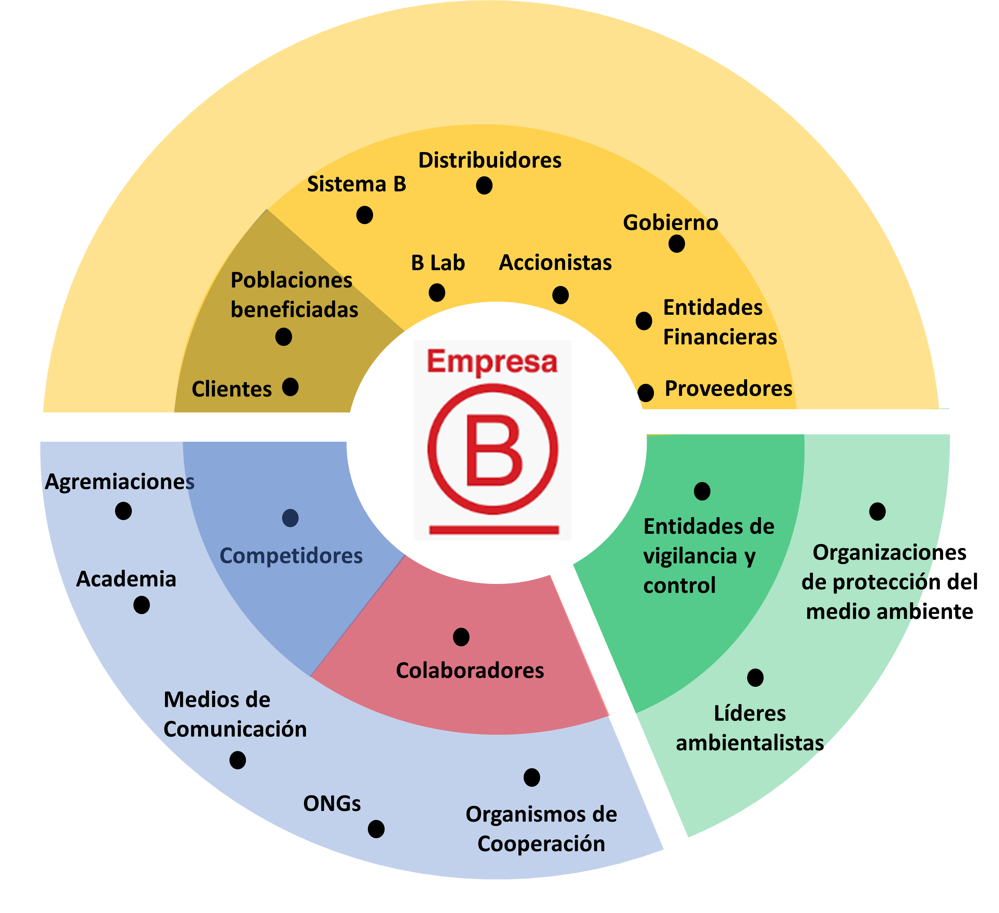 Distribuidores
Sistema B
Gobierno
B Lab
Accionistas
Poblaciones
beneficiadas
Entidades
Financieras
Clientes
Proveedores
Empresa
B
Agremiaciones
Competidores
Academia
Entidades de
vigilancia y
control
Organizaciones
de protección del
medio ambiente
Colaboradores
Líderes
ambientalistas
Medios de
Comunicación
ONGs
Organismos de
Cooperación